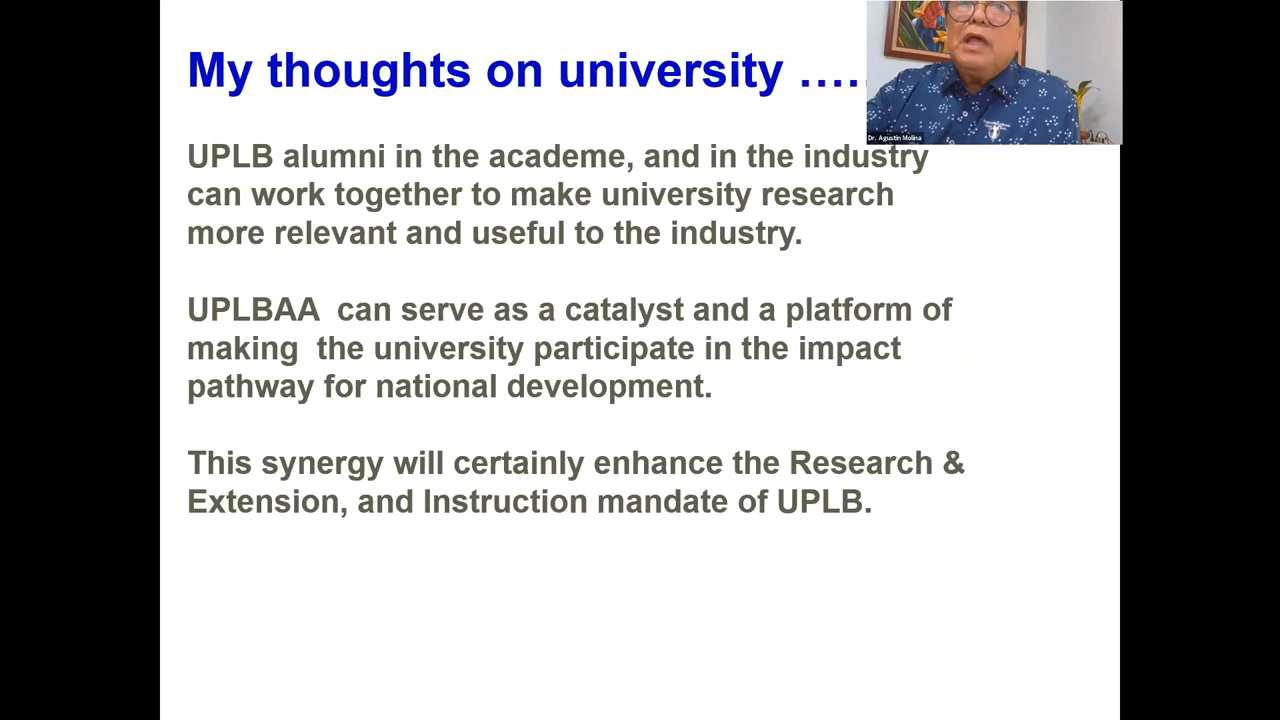 My thoughts on university .....
UPLB alumni in the academe, and in the industry
can work together to make university research
more relevant and useful to the industry.
UPLBAA  can serve as a catalyst and a platform of
making  the university participate in the impact
pathway for national development.
This synergy will certainly enhance the Research &
Extension, and Instruction mandate of UPLB.
Dr. Agustin Molina